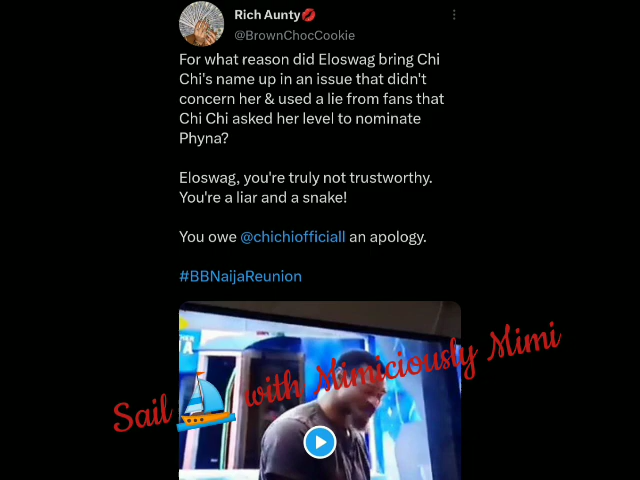 Rich Aunty💋
@BrownChocCookie
For what reason did Eloswag bring Chi
Chi's name up in an issue that didn't
concern her & used a lie from fans that
Chi Chi asked her level to nominate
Phyna?
Eloswag, you're truly not trustworthy.
You're a liar and a snake!
You owe @chichiofficiall an apology.
#BBNaijaReunion
Sail⛵ with Mimiciously Mimi